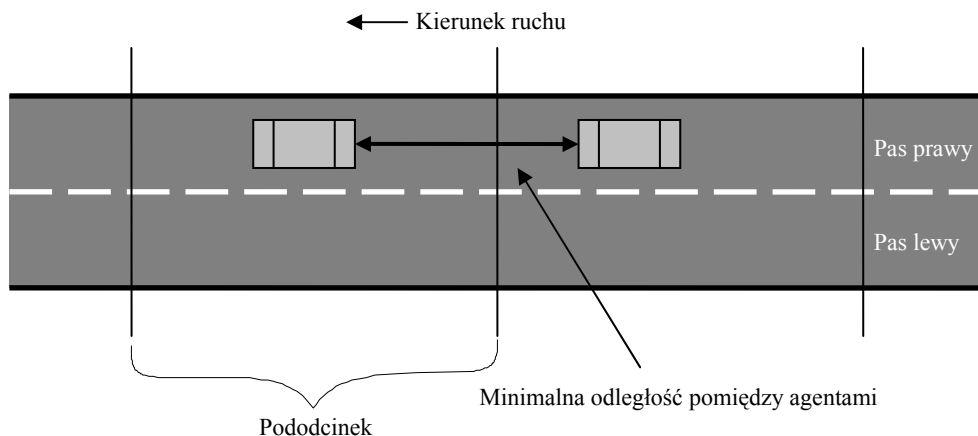 Kierunek ruchu
Pas prawy
Pas lewy
Minimalna odległość pomiędzy agentami
Pododcinek